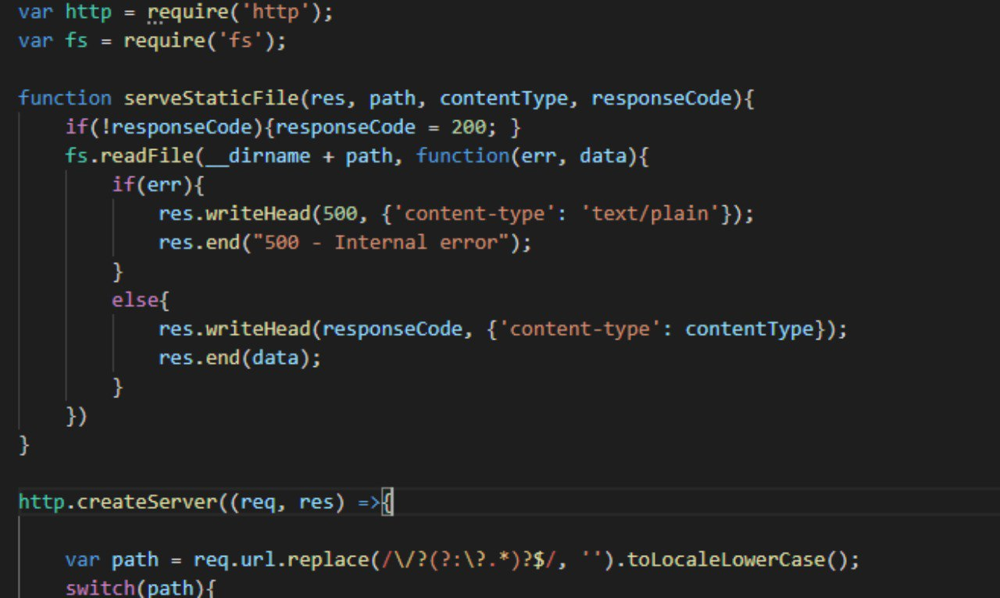 var http = require('http');
var fs = require('fs');

function serveStaticFile(res, path, contentType, responseCode){
    if(!responseCode){responseCode = 200; }
    fs.readFile(__dirname + path, function(err, data){
        if(err){
            res.writeHead(500, {'content-type': 'text/plain'});
            res.end("500 - Internal error");
        }
        else{
            res.writeHead(responseCode, {'content-type': contentType});
            res.end(data);
        }
    })
}

http.createServer((req, res) =>{

    var path = req.url.replace(/\/?(?:\?.*)?$/, '').toLocaleLowerCase();
    switch(path){